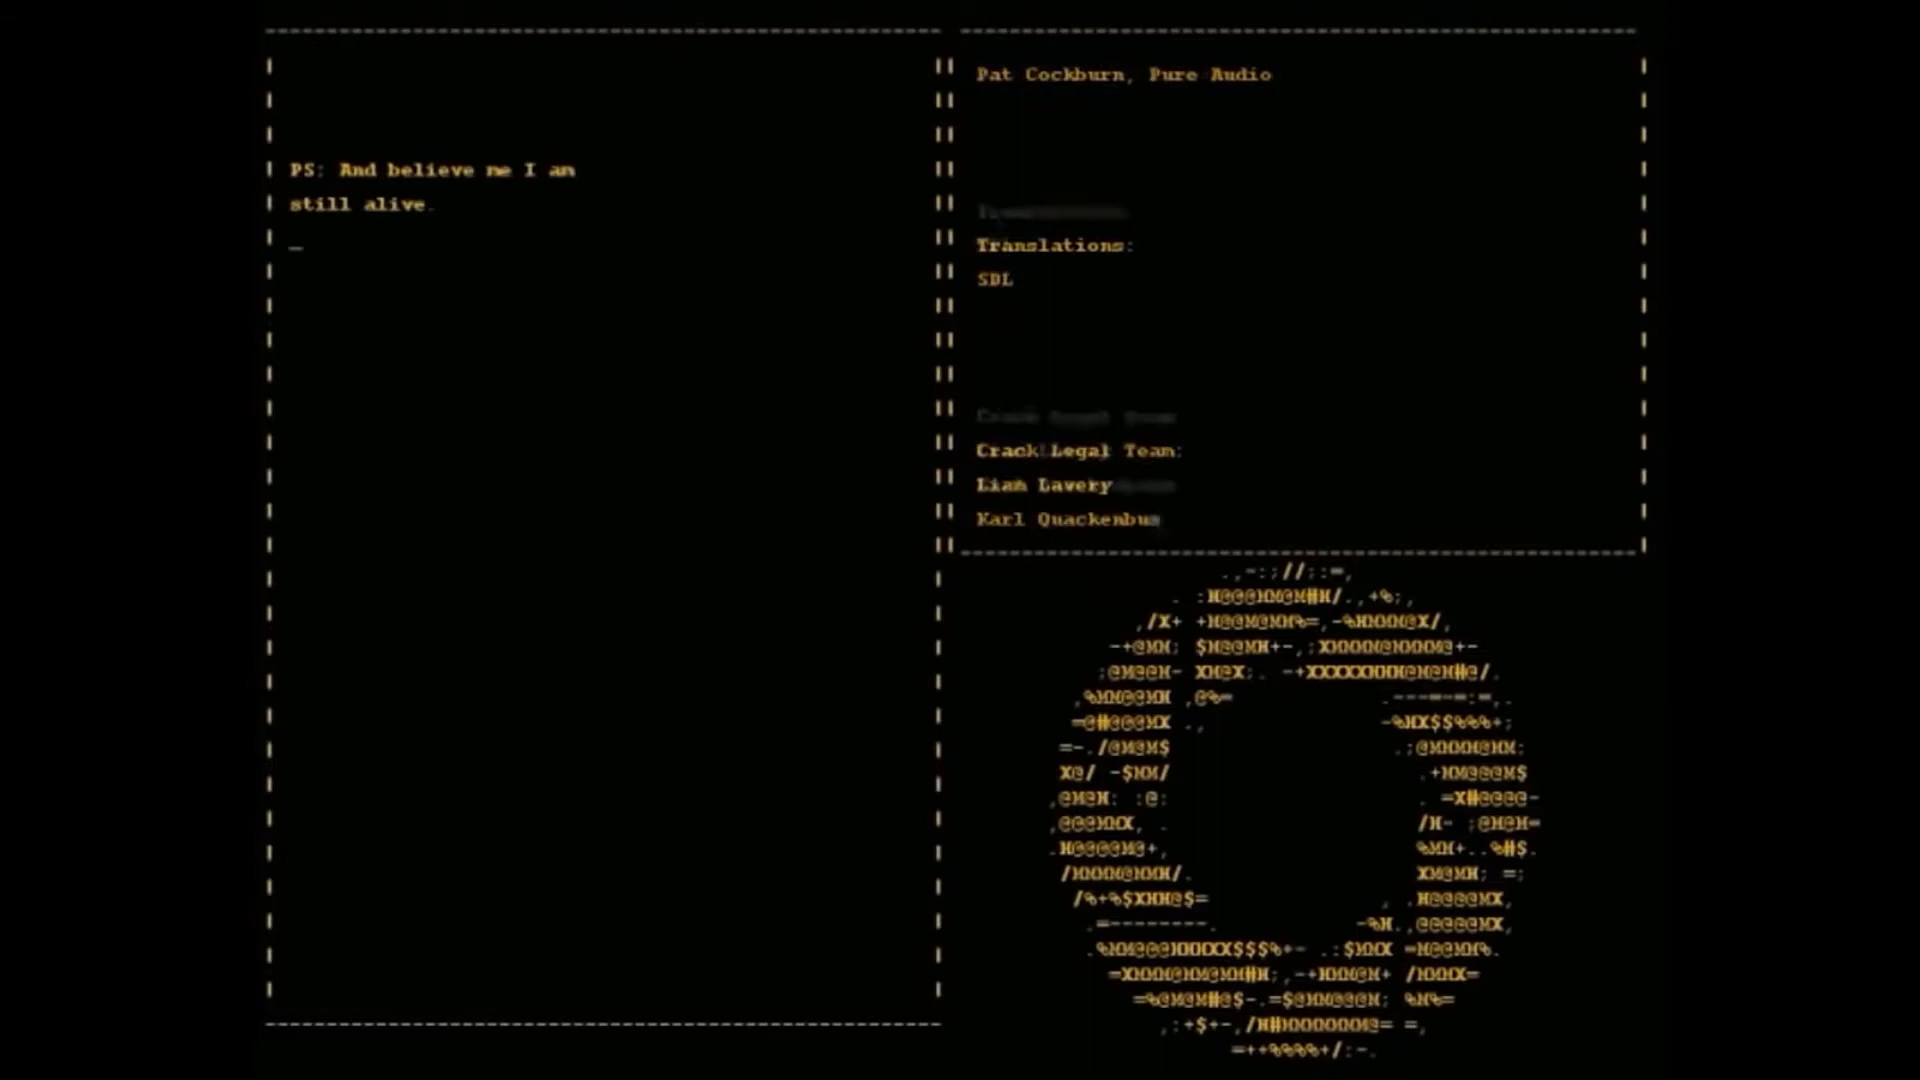 PS: And believe me I am
still alive.
_
Pat Cockburn, Pure Audio
Translations:
SDL
Crack Legal Team:
Liam Lavery
Karl Quackenbu